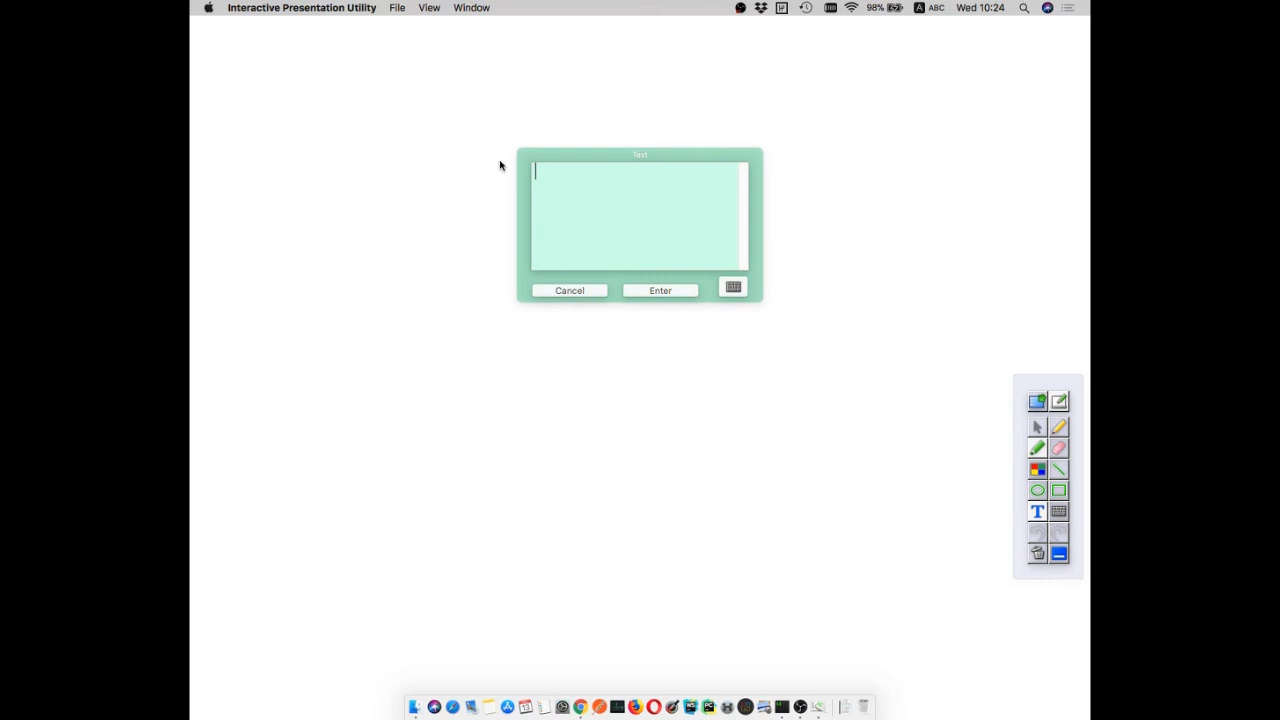 Interactive Presentation Utility File View Window 98% A ABC Wed 10:24
Text
Cancel Enter
T